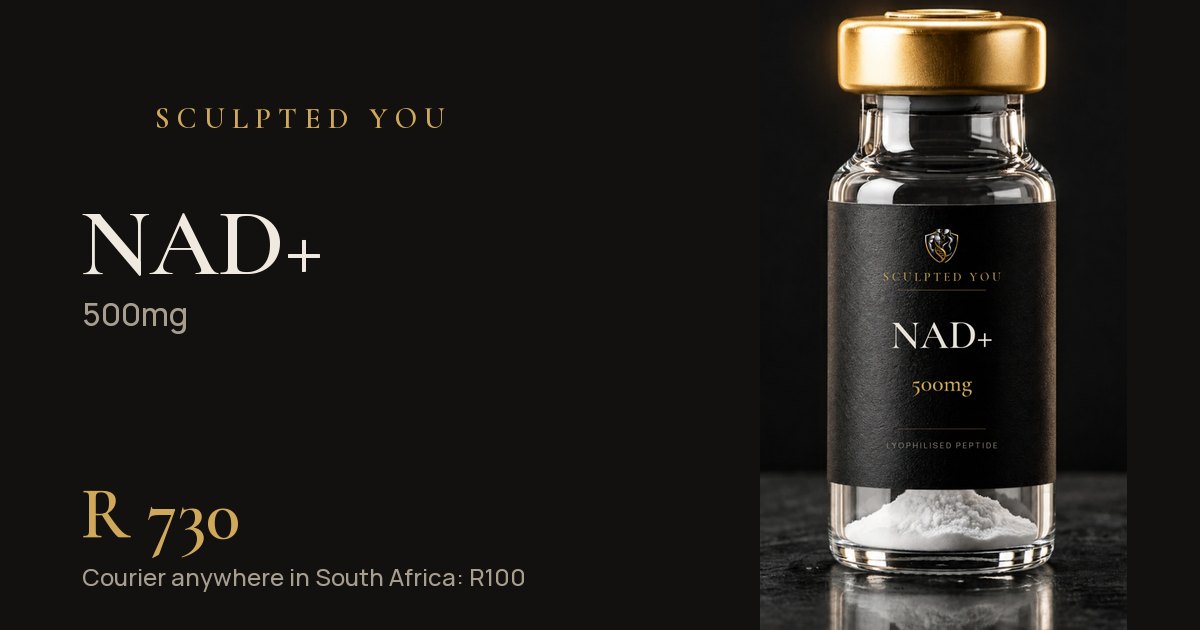 SCULPTED YOU
NAD+
500mg
R 730
Courier anywhere in South Africa: R100
SCULPTED YOU
NAD+
500mg
LYOPHILISED PEPTIDE